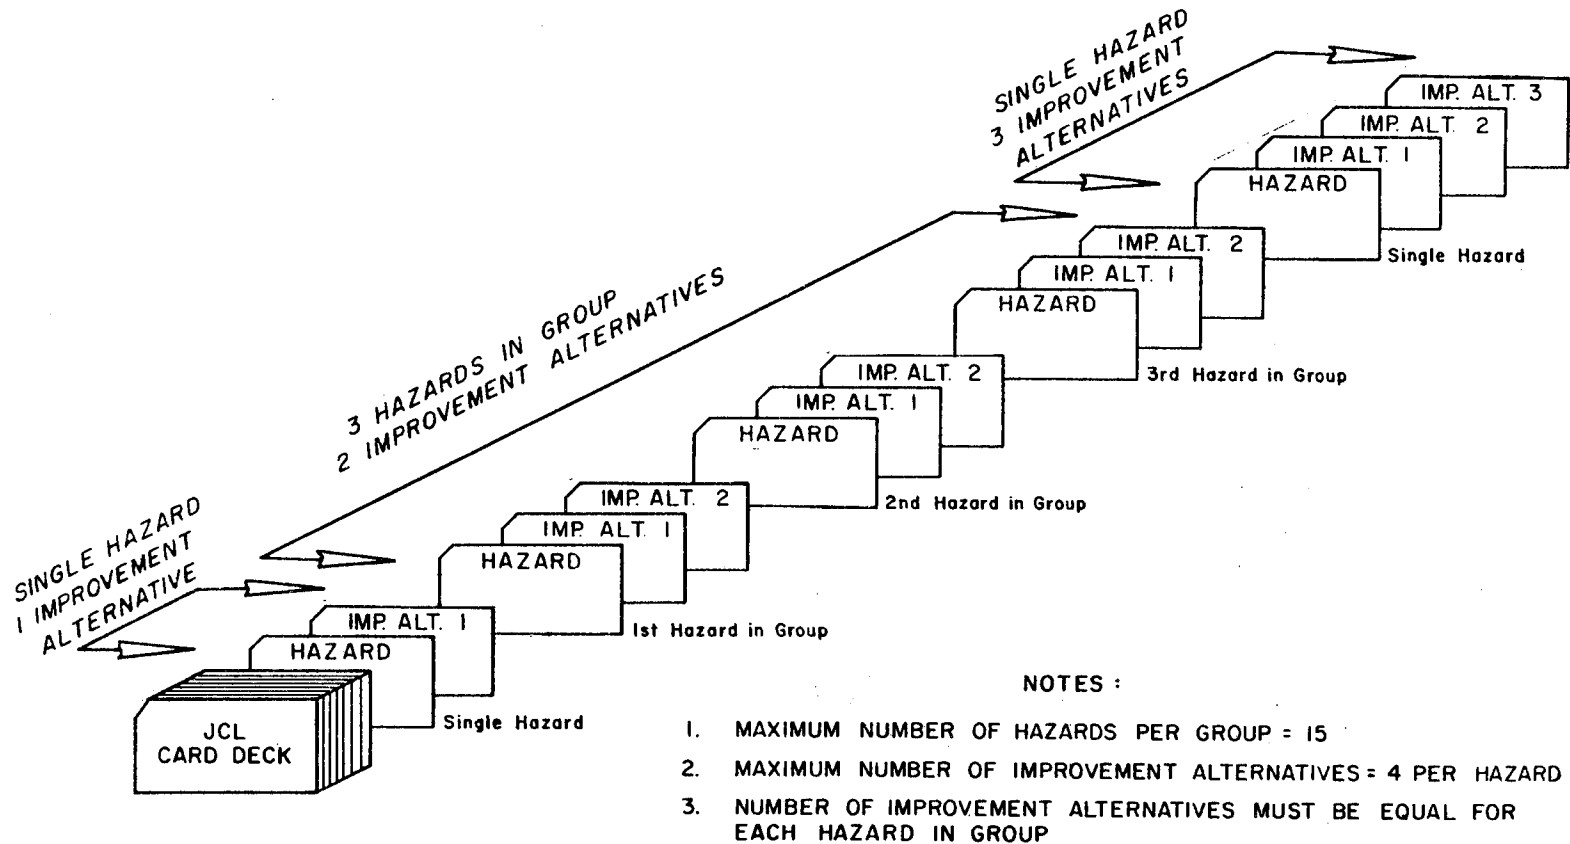 SINGLE HAZARD
3 IMPROVEMENT
ALTERNATIVES
IMP. ALT. 3
IMP. ALT. 2
IMP. ALT. 1
HAZARD
Single Hazard
3 HAZARDS IN GROUP
2 IMPROVEMENT ALTERNATIVES
IMP. ALT. 2
IMP. ALT. 1
HAZARD
3rd Hazard in Group
IMP. ALT. 2
IMP. ALT. 1
HAZARD
2nd Hazard in Group
IMP. ALT. 2
IMP. ALT. 1
HAZARD
1st Hazard in Group
SINGLE HAZARD
1 IMPROVEMENT
ALTERNATIVE
IMP. ALT. 1
HAZARD
Single Hazard
JCL
CARD DECK
NOTES :
1. MAXIMUM NUMBER OF HAZARDS PER GROUP = 15
2. MAXIMUM NUMBER OF IMPROVEMENT ALTERNATIVES = 4 PER HAZARD
3. NUMBER OF IMPROVEMENT ALTERNATIVES MUST BE EQUAL FOR
EACH HAZARD IN GROUP